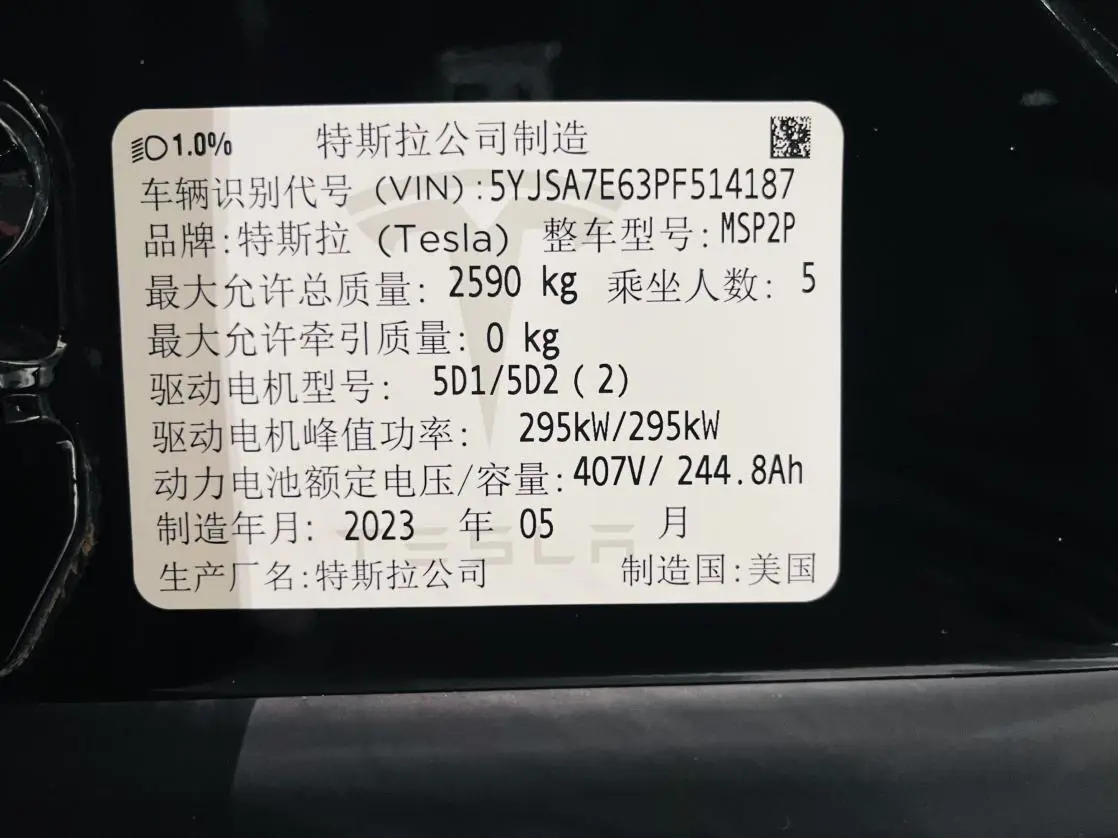 1.0% 特斯拉公司制造
车辆识别代号 (VIN):5YJSA7E63PF514187
品牌:特斯拉 (Tesla) 整车型号:MSP2P
最大允许总质量: 2590 kg 乘坐人数: 5
最大允许牵引质量: 0 kg
驱动电机型号: 5D1/5D2 ( 2)
驱动电机峰值功率: 295kW/295kW
动力电池额定电压/容量:407V/ 244.8Ah
制造年月: 2023 年 05 月
TESLA
生产厂名:特斯拉公司 制造国:美国